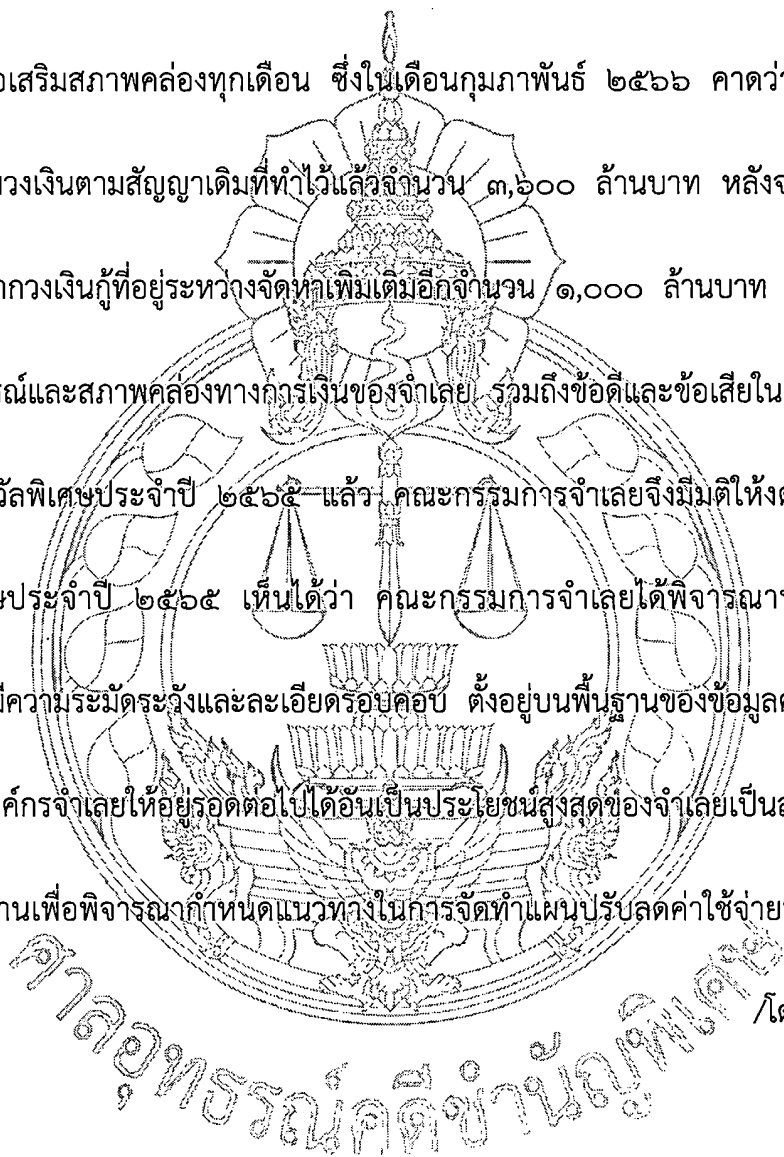 อเสริมสภาพคล่องทุกเดือน ซึ่งในเดือนกุมภาพันธ์ ๒๕๖๖ คาดว่า
วงเงินตามสัญญาเดิมที่ทำไว้แล้วจำนวน ๓,๖๐๐ ล้านบาท หลังจ
ากวงเงินกู้ที่อยู่ระหว่างจัดหาเพิ่มเติมอีกจำนวน ๑,๐๐๐ ล้านบาท
รณ์และสภาพคล่องทางการเงินของจำเลย รวมถึงข้อดีและข้อเสียใน
วัลพิเศษประจำปี ๒๕๖๕ แล้ว คณะกรรมการจำเลยจึงมีมติให้งด
ษประจำปี ๒๕๖๕ เห็นได้ว่า คณะกรรมการจำเลยได้พิจารณา
มีความระมัดระวังและละเอียดรอบคอบ ตั้งอยู่บนพื้นฐานของข้อมูล
ค์กรจำเลยให้อยู่รอดต่อไปได้อันเป็นประโยชน์สูงสุดของจำเลยเป็น
านเพื่อพิจารณากำหนดแนวทางในการจัดทำแผนปรับลดค่าใช้จ่าย
/โด
ศาลอุทธรณ์คดีชำนัญพิเศษ